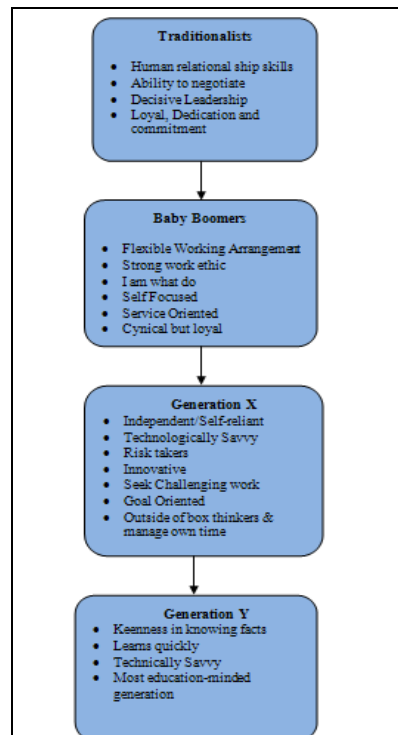 Traditionalists
• Human relational ship skills
• Ability to negotiate
• Decisive Leadership
• Loyal, Dedication and
commitment
Baby Boomers
• Flexible Working Arrangement
• Strong work ethic
• I am what do
• Self Focused
• Service Oriented
• Cynical but loyal
Generation X
• Independent/Self-reliant
• Technologically Savvy
• Risk takers
• Innovative
• Seek Challenging work
• Goal Oriented
• Outside of box thinkers &
manage own time
Generation Y
• Keenness in knowing facts
• Learns quickly
• Technically Savvy
• Most education-minded
generation